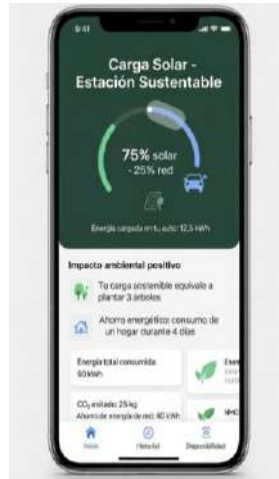 9:41
Carga Solar -
Estación Sustentable
75% solar
- 25% red
Energía cargada en tu auto: 12,5 kWh
Impacto ambiental positivo
Tu carga sostenible equivale a
plantar 3 árboles
Ahorro energético: consumo de
un hogar durante 4 días
Energía total consumida:
60 kWh
CO₂ evitado: 25 kg
Ahorro de energía de red: 40 kWh
Inicio
Historial
Disponibilidad